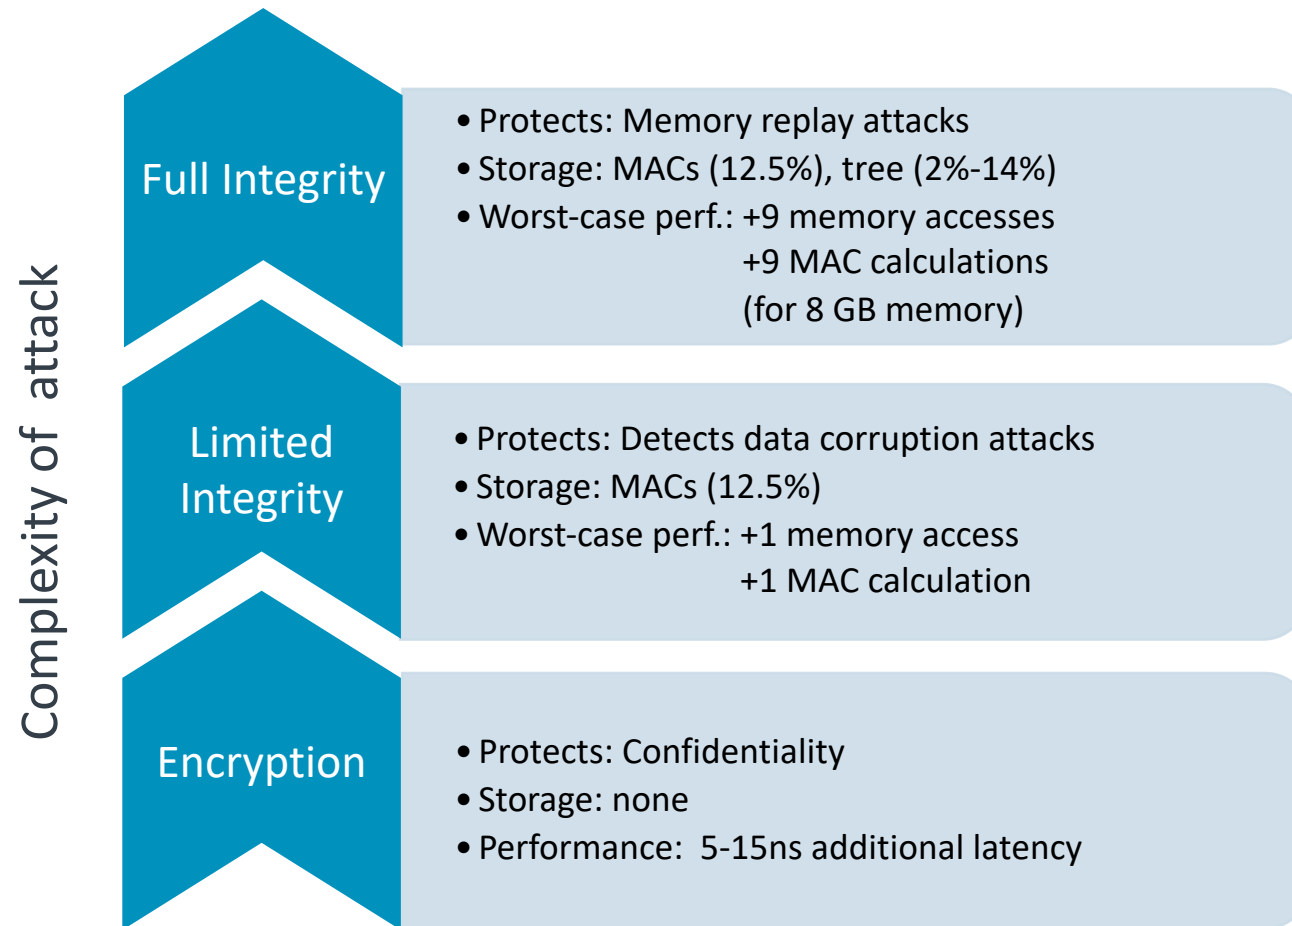 Complexity of attack
Full Integrity
• Protects: Memory replay attacks
• Storage: MACs (12.5%), tree (2%-14%)
• Worst-case perf.: +9 memory accesses
+9 MAC calculations
(for 8 GB memory)
Limited
Integrity
• Protects: Detects data corruption attacks
• Storage: MACs (12.5%)
• Worst-case perf.: +1 memory access
+1 MAC calculation
Encryption
• Protects: Confidentiality
• Storage: none
• Performance: 5-15ns additional latency